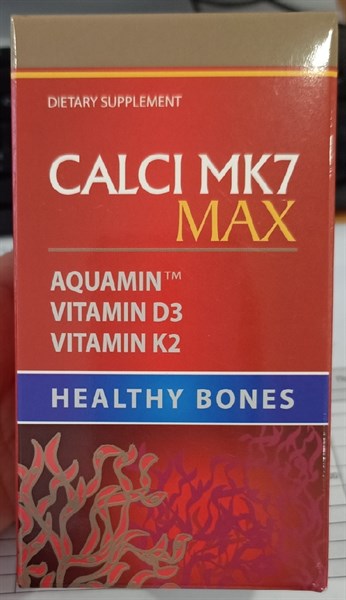 DIETARY SUPPLEMENT
CALCI MK7
MAX
AQUAMIN™
VITAMIN D3
VITAMIN K2
HEALTHY BONES